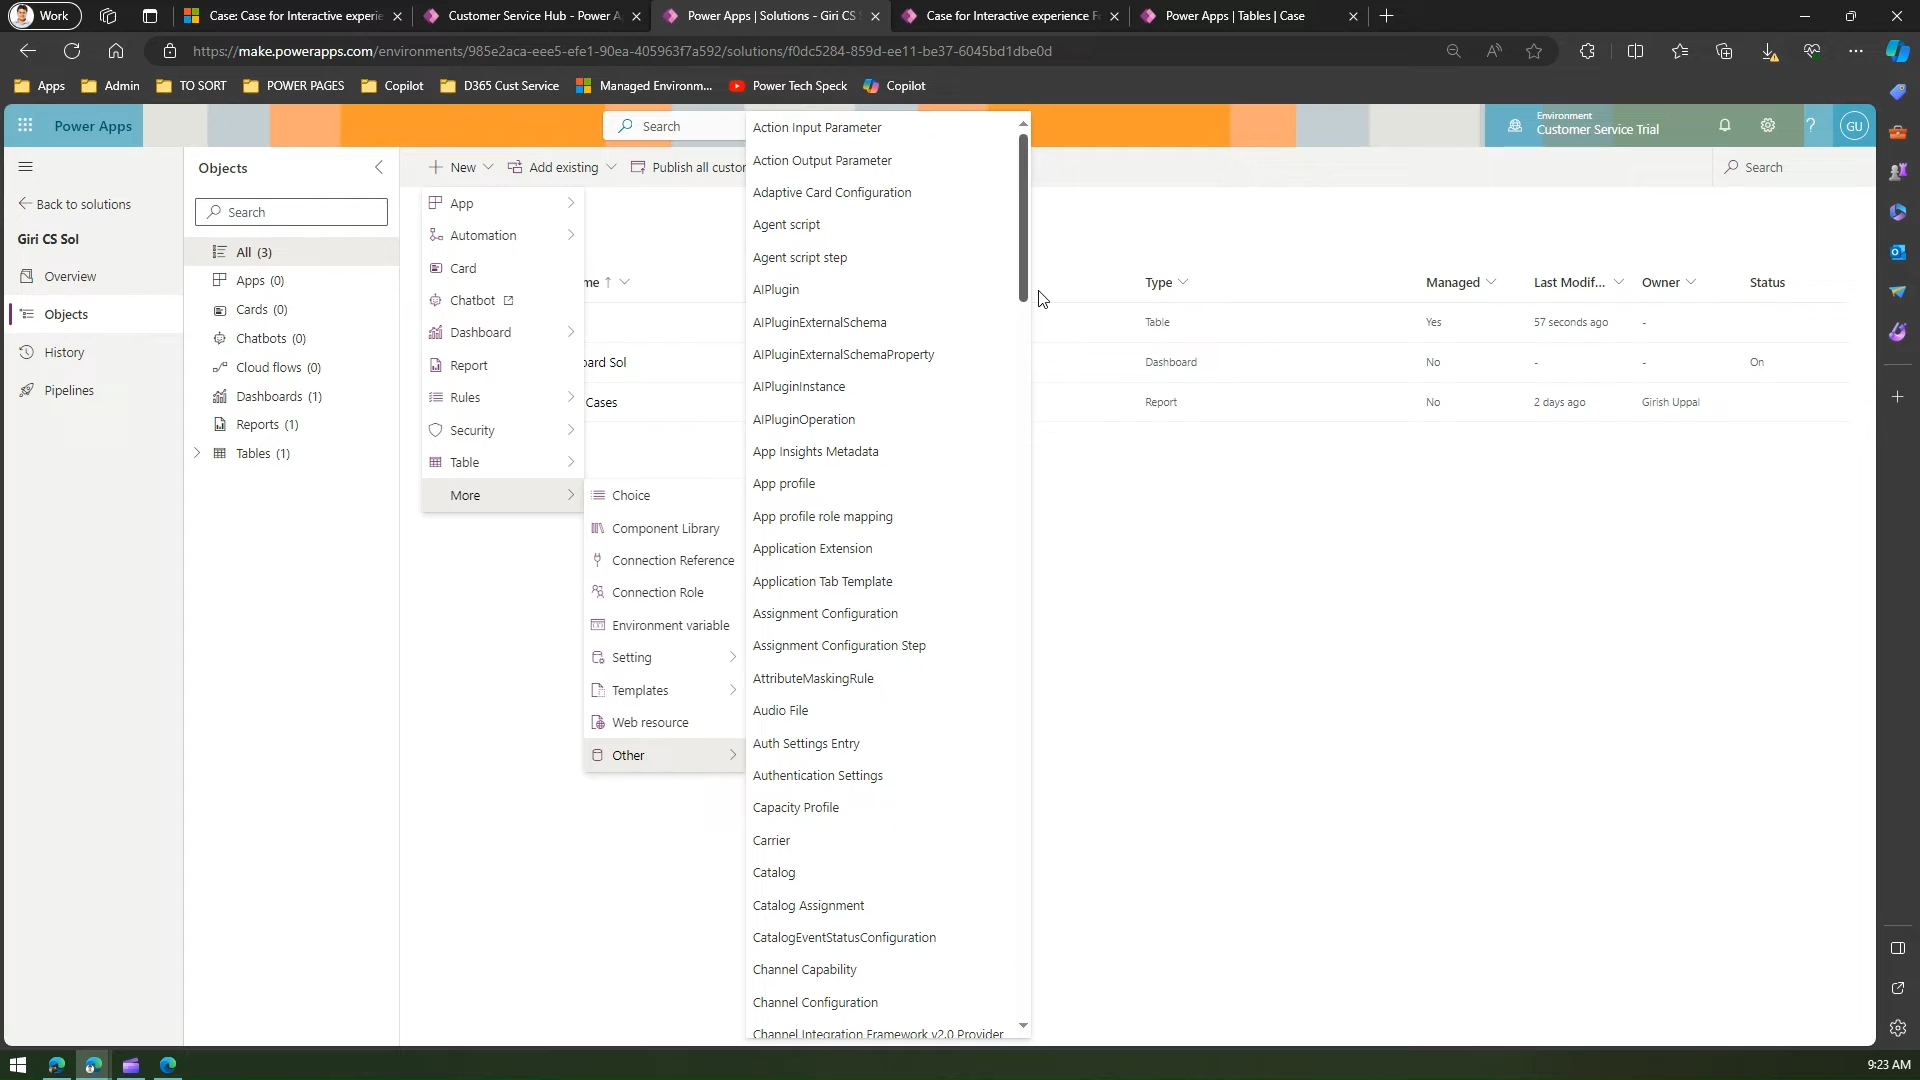 Work
Case: Case for Interactive experie
Customer Service Hub - Power A
Power Apps | Solutions - Giri CS S
Case for Interactive experience F
Power Apps | Tables | Case
https://make.powerapps.com/environments/985e2aca-eee5-efe1-90ea-405963f7a592/solutions/f0dc5284-859d-ee11-be37-6045bd1dbe0d
Apps
Admin
TO SORT
POWER PAGES
Copilot
D365 Cust Service
Managed Environm...
Power Tech Speck
Copilot
Power Apps
Search
Environment
Customer Service Trial
?
GU
Back to solutions
Giri CS Sol
Overview
Objects
History
Pipelines
Objects
Search
All (3)
Apps (0)
Cards (0)
Chatbots (0)
Cloud flows (0)
Dashboards (1)
Reports (1)
Tables (1)
New
Add existing
Publish all custor
Search
App
Automation
Card
Chatbot
Dashboard
Report
Rules
Security
Table
More
Choice
Component Library
Connection Reference
Connection Role
Environment variable
Setting
Templates
Web resource
Other
Action Input Parameter
Action Output Parameter
Adaptive Card Configuration
Agent script
Agent script step
AIPlugin
AIPluginExternalSchema
AIPluginExternalSchemaProperty
AIPluginInstance
AIPluginOperation
App Insights Metadata
App profile
App profile role mapping
Application Extension
Application Tab Template
Assignment Configuration
Assignment Configuration Step
AttributeMaskingRule
Audio File
Auth Settings Entry
Authentication Settings
Capacity Profile
Carrier
Catalog
Catalog Assignment
CatalogEventStatusConfiguration
Channel Capability
Channel Configuration
Channel Integration Framework v2.0 Provider
me ↑ Type Managed Last Modif... Owner Status
Table Yes 57 seconds ago -
oard Sol Dashboard No - - On
Cases Report No 2 days ago Girish Uppal
9:23 AM